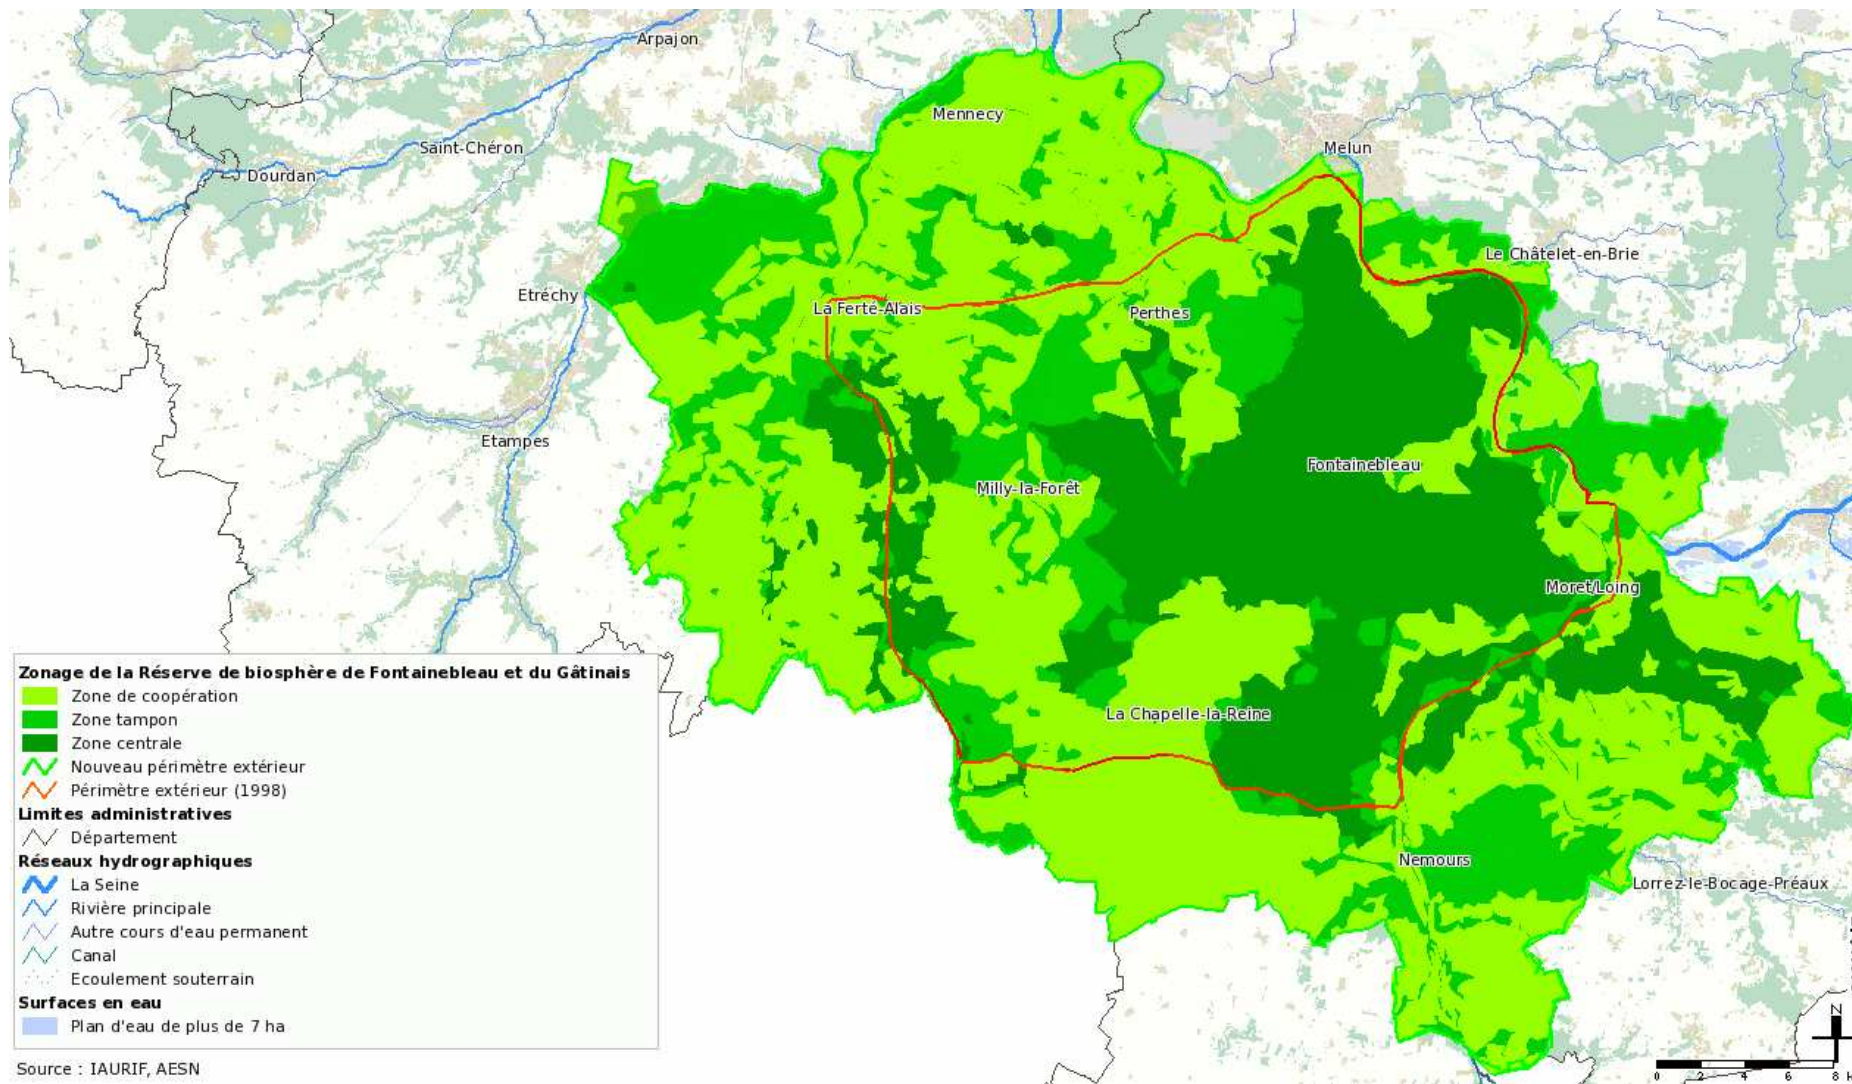 Arpajon
Mennecy
Saint-Chéron
Melun
Dourdan
Le Châtelet-en-Brie
Etréchy
La Ferté-Alais
Perthes
Etampes
Fontainebleau
Milly-la-Forêt
Moret/Loing
La Chapelle-la-Reine
Nemours
Lorrez-le-Bocage-Préaux
Zonage de la Réserve de biosphère de Fontainebleau et du Gâtinais
Zone de coopération
Zone tampon
Zone centrale
Nouveau périmètre extérieur
Périmètre extérieur (1998)
Limites administratives
Département
Réseaux hydrographiques
La Seine
Rivière principale
Autre cours d'eau permanent
Canal
Ecoulement souterrain
Surfaces en eau
Plan d'eau de plus de 7 ha
Source : IAURIF, AESN
N
0 2 4 6 8